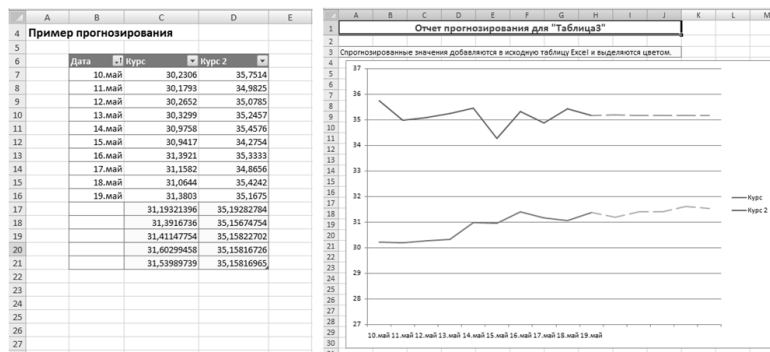 A B C D E
4 Пример прогнозирования
5
6 Дата Курс Курс 2
7 10.май 30,2306 35,7514
8 11.май 30,1793 34,9825
9 12.май 30,2652 35,0785
10 13.май 30,3299 35,2457
11 14.май 30,9758 35,4576
12 15.май 30,9417 34,2754
13 16.май 31,3921 35,3333
14 17.май 31,1582 34,8656
15 18.май 31,0644 35,4242
16 19.май 31,3803 35,1675
17 31,19321396 35,19282784
18 31,3916736 35,15674754
19 31,41147754 35,15822702
20 31,60299458 35,15816726
21 31,53989739 35,15816965
22
23
24
25
26
27
A B C D E F G H I J K L M
1 Отчет прогнозирования для "Таблица3"
2
3 Спрогнозированные значения добавляются в исходную таблицу Excel и выделяются цветом.
4
5
6
7
8
9
10
11
12
13
14
15
16
17
18
19
20
21
22
23
24
25
26
27
28
29
30
37
36
35
34
33
32
31
30
29
28
27
10.май 11.май 12.май 13.май 14.май 15.май 16.май 17.май 18.май 19.май
Курс
Курс 2